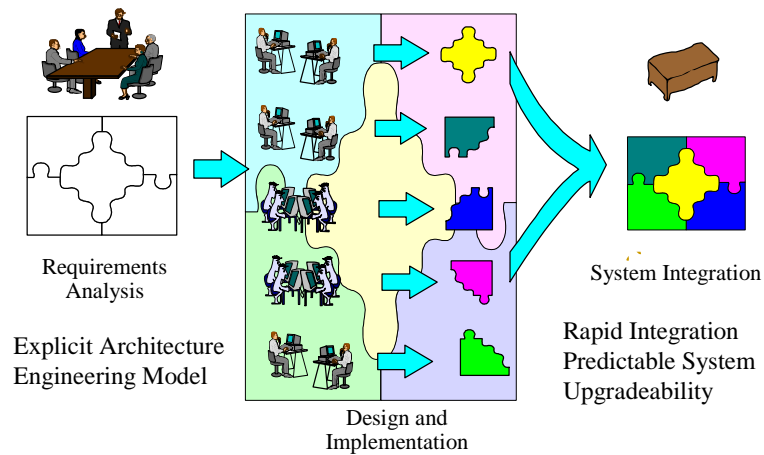 Requirements
Analysis
Explicit Architecture
Engineering Model
Design and
Implementation
System Integration
Rapid Integration
Predictable System
Upgradeability